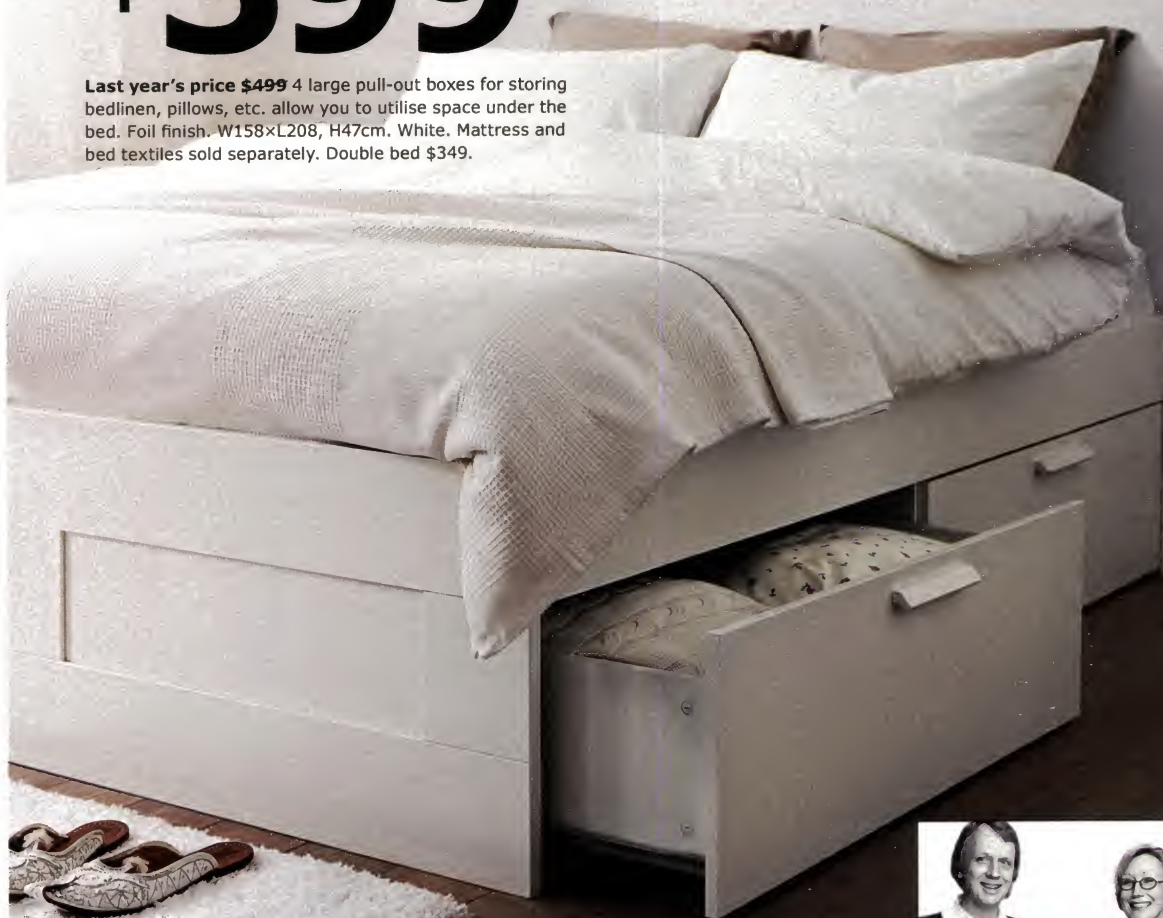 399
Last year's price $499 4 large pull-out boxes for storing
bedlinen, pillows, etc. allow you to utilise space under the
bed. Foil finish. W158×L208, H47cm. White. Mattress and
bed textiles sold separately. Double bed $349.